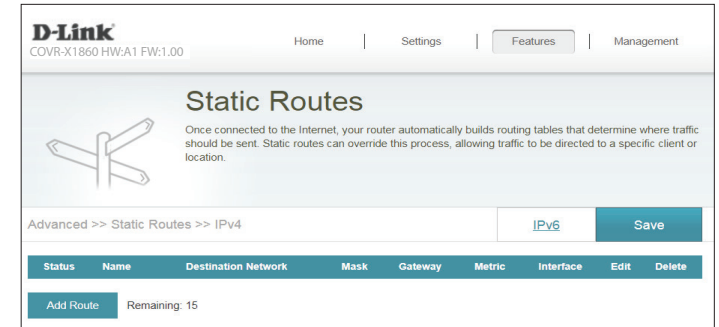 D-Link
COVR-X1860 HW:A1 FW:1.00
Home | Settings | Features | Management
Static Routes
Once connected to the Internet, your router automatically builds routing tables that determine where traffic
should be sent. Static routes can override this process, allowing traffic to be directed to a specific client or
location.
Advanced >> Static Routes >> IPv4 IPv6 Save
Status Name Destination Network Mask Gateway Metric Interface Edit Delete
Add Route Remaining: 15